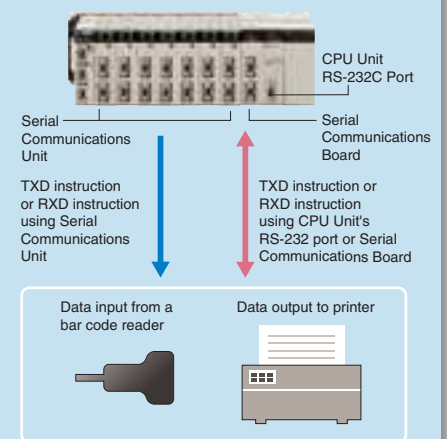 CPU Unit
RS-232C Port
Serial
Communications
Unit
Serial
Communications
Board
TXD instruction
or RXD instruction
using Serial
Communications
Unit
TXD instruction or
RXD instruction
using CPU Unit's
RS-232 port or Serial
Communications Board
Data input from a
bar code reader
Data output to printer